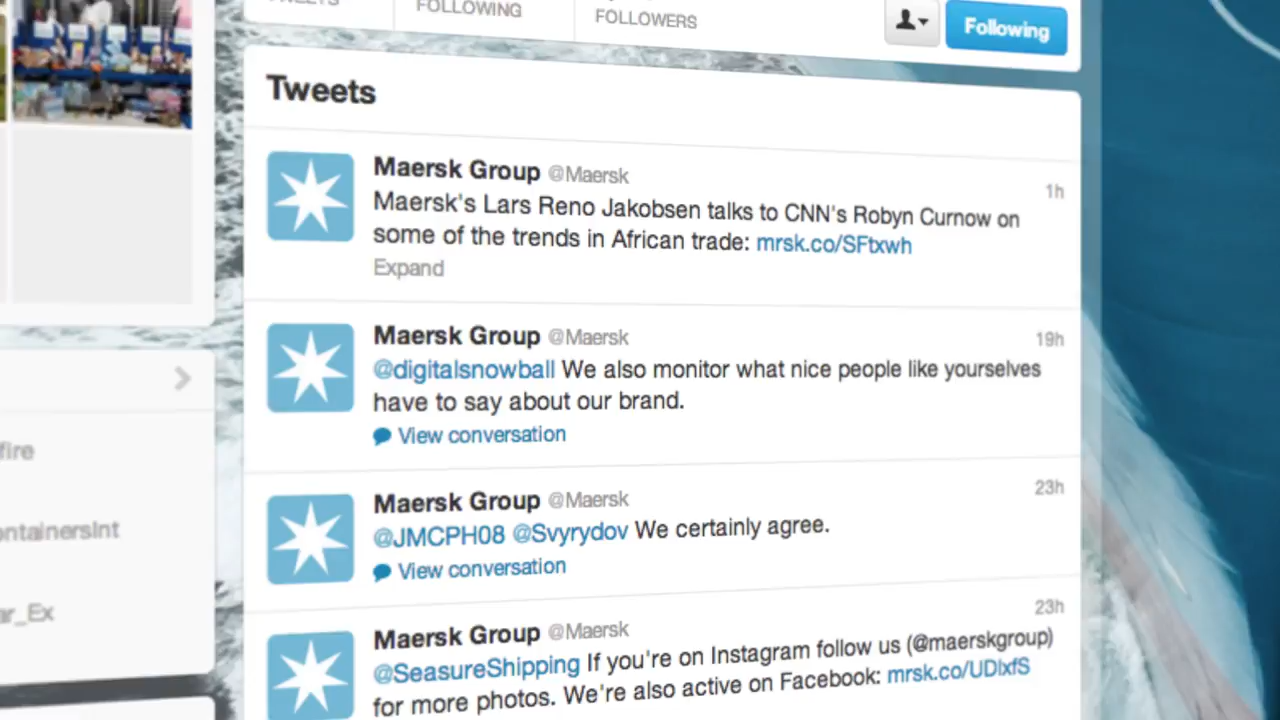 TWEETS
FOLLOWING
FOLLOWERS
Following
Tweets
Maersk Group @Maersk
1h
Maersk's Lars Reno Jakobsen talks to CNN's Robyn Curnow on
some of the trends in African trade: mrsk.co/SFtxwh
Expand
Maersk Group @Maersk
19h
@digitalsnowball We also monitor what nice people like yourselves
have to say about our brand.
View conversation
Maersk Group @Maersk
23h
@JMCPH08 @Svyrydov We certainly agree.
View conversation
Maersk Group @Maersk
23h
@SeasureShipping If you're on Instagram follow us (@maerskgroup)
for more photos. We're also active on Facebook: mrsk.co/UDlxfS
fire
ontainersInt
ar_Ex